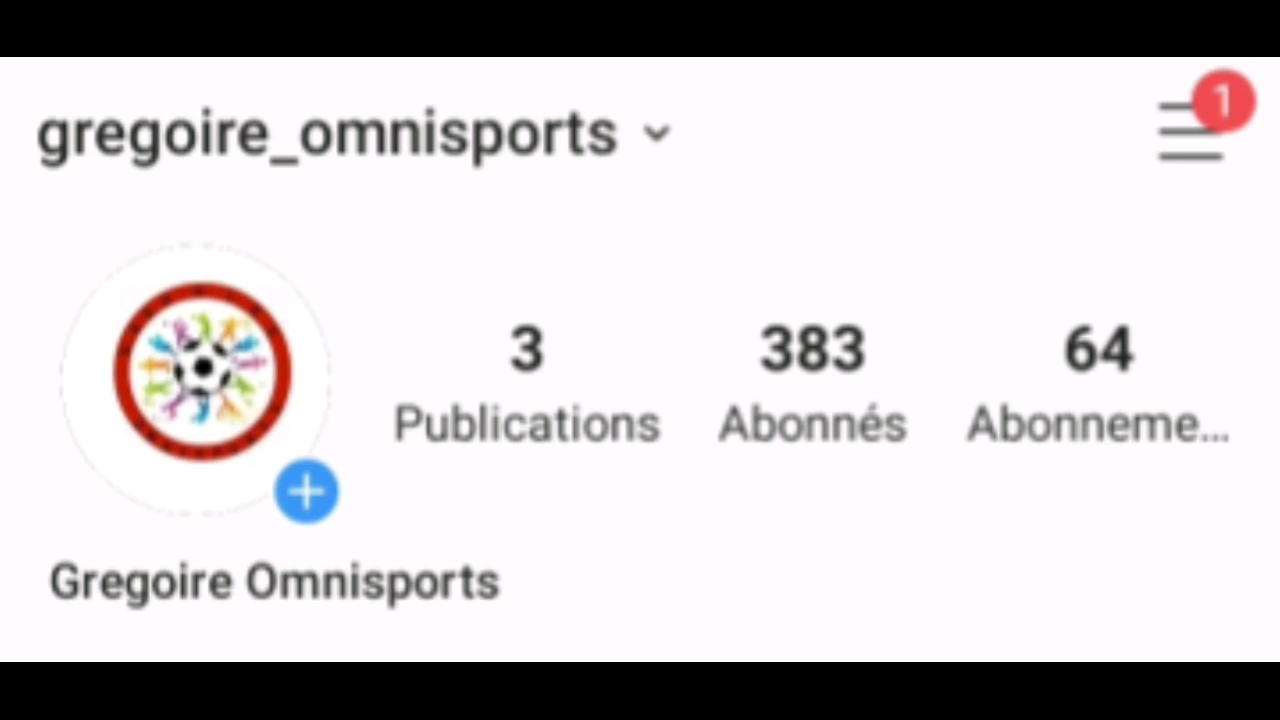 gregoire_omnisports
1
3 383 64
Publications Abonnés Abonneme...
Gregoire Omnisports